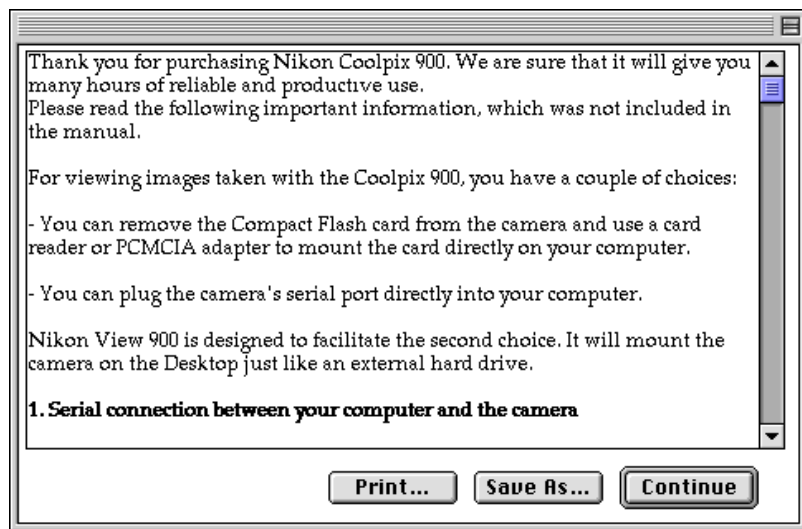 Thank you for purchasing Nikon Coolpix 900. We are sure that it will give you
many hours of reliable and productive use.
Please read the following important information, which was not included in
the manual.
For viewing images taken with the Coolpix 900, you have a couple of choices:
- You can remove the Compact Flash card from the camera and use a card
reader or PCMCIA adapter to mount the card directly on your computer.
- You can plug the camera's serial port directly into your computer.
Nikon View 900 is designed to facilitate the second choice. It will mount the
camera on the Desktop just like an external hard drive.
1. Serial connection between your computer and the camera
Print... Save As... Continue